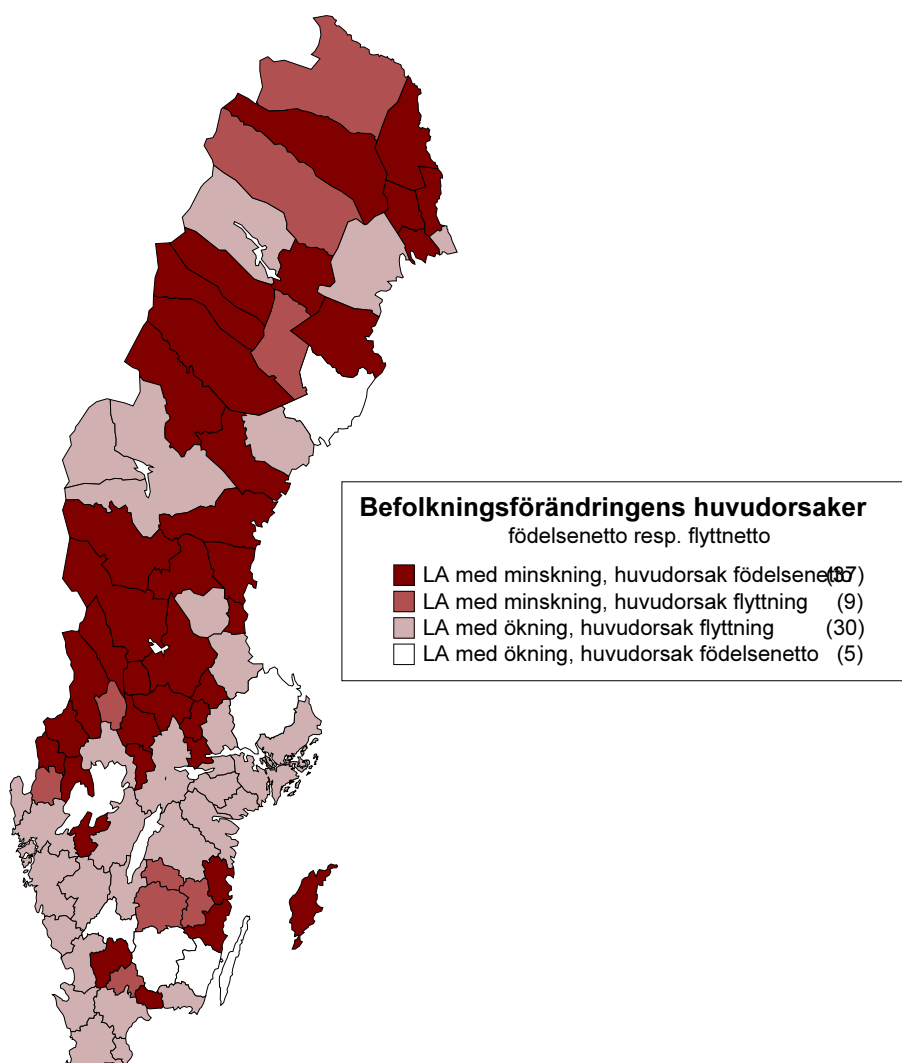 Befolkningsförändringens huvudorsaker
födelsenetto resp. flyttnetto
LA med minskning, huvudorsak födelsenetto (37)
LA med minskning, huvudorsak flyttning (9)
LA med ökning, huvudorsak flyttning (30)
LA med ökning, huvudorsak födelsenetto (5)